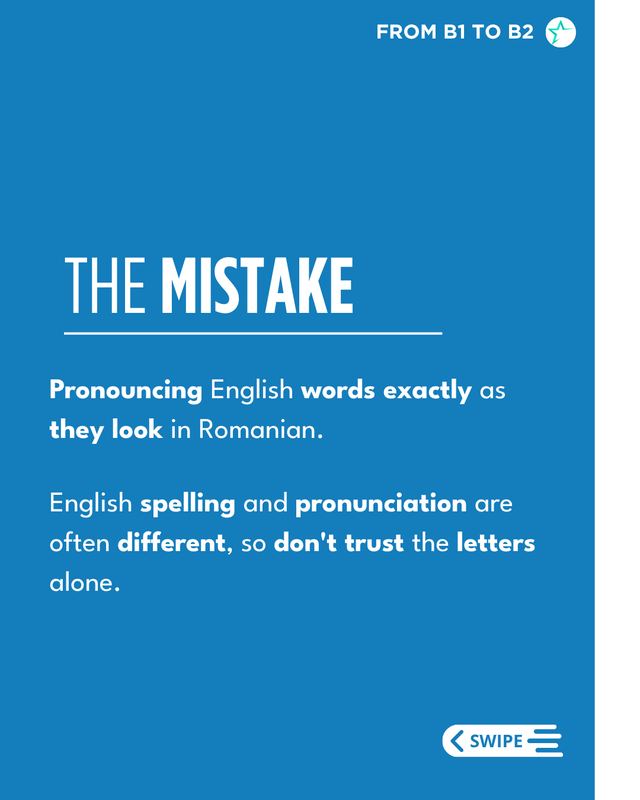 FROM B1 TO B2
THE MISTAKE
Pronouncing English words exactly as
they look in Romanian.
English spelling and pronunciation are
often different, so don't trust the letters
alone.
SWIPE